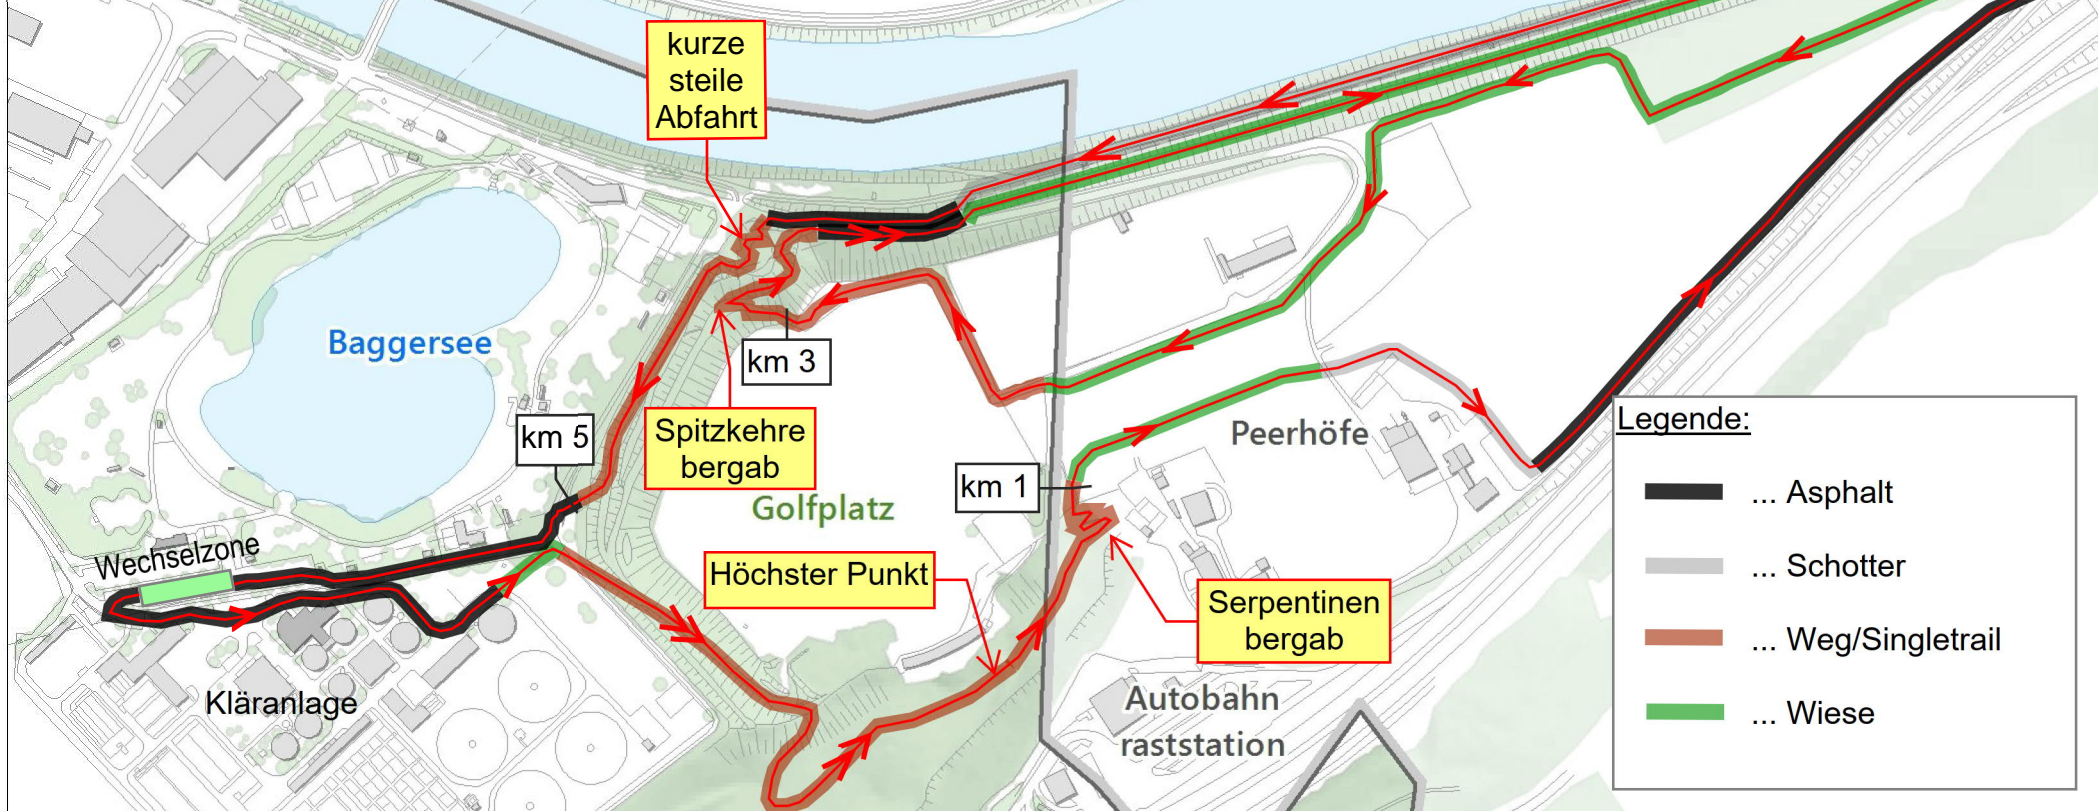 kurze
steile
Abfahrt
Baggersee
km 3
km 5
Spitzkehre
bergab
Golfplatz
km 1
Peerhöfe
Wechselzone
Höchster Punkt
Serpentinen
bergab
Kläranlage
Autobahn
raststation
Legende:
... Asphalt
... Schotter
... Weg/Singletrail
... Wiese